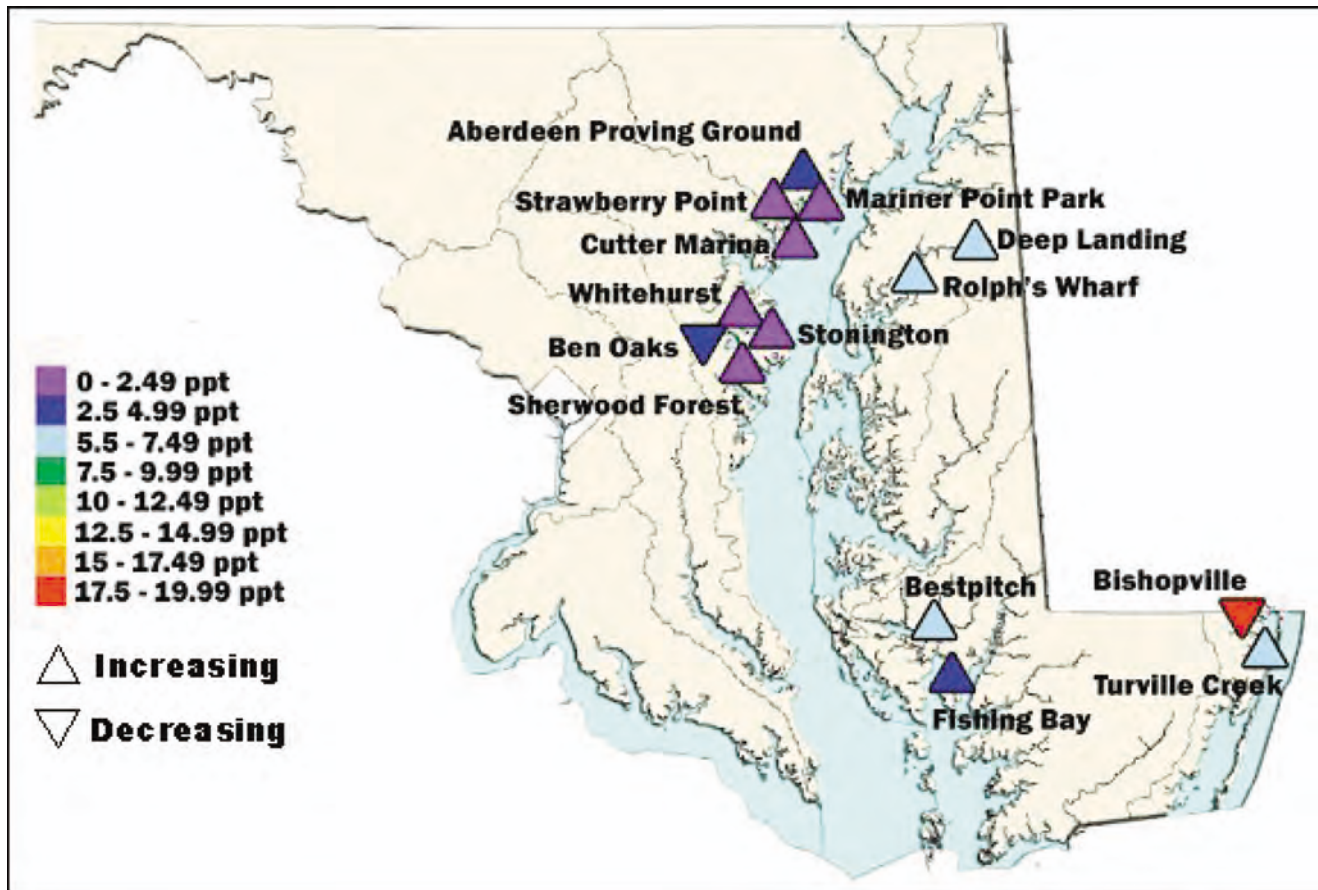 Aberdeen Proving Ground
Strawberry Point
Mariner Point Park
Cutter Marina
Deep Landing
Rolph's Wharf
Whitehurst
Ben Oaks
Stonington
Sherwood Forest
0 - 2.49 ppt
2.5 4.99 ppt
5.5 - 7.49 ppt
7.5 - 9.99 ppt
10 - 12.49 ppt
12.5 - 14.99 ppt
15 - 17.49 ppt
17.5 - 19.99 ppt
Increasing
Decreasing
Bestpitch
Bishopville
Turville Creek
Fishing Bay